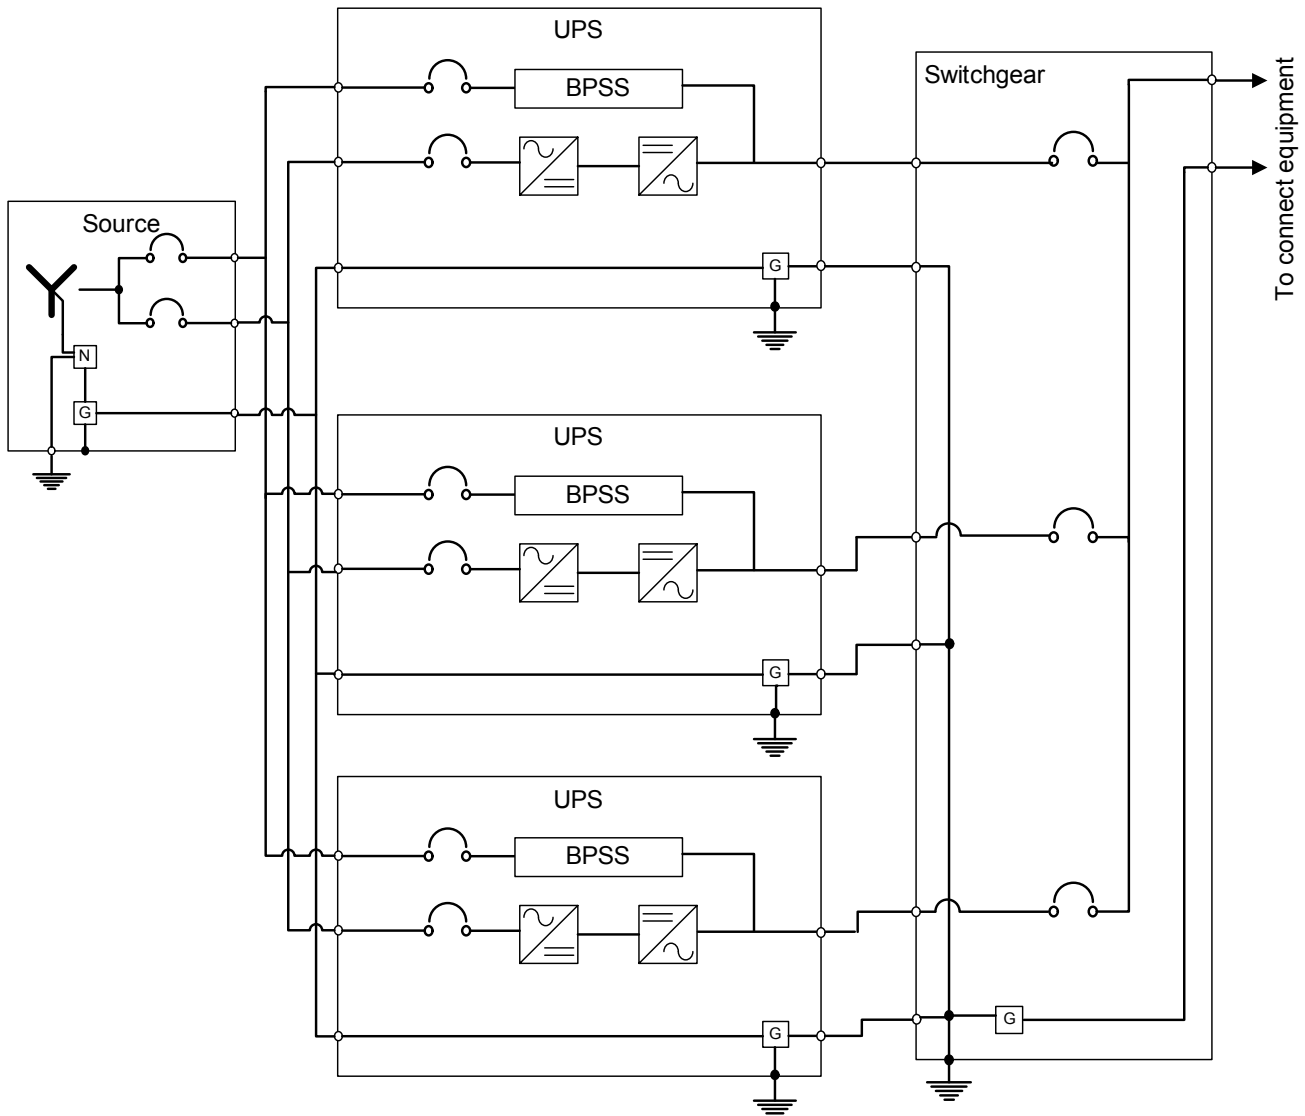 UPS
BPSS
G
Switchgear
To connect equipment
Source
N
G
UPS
BPSS
G
UPS
BPSS
G
G